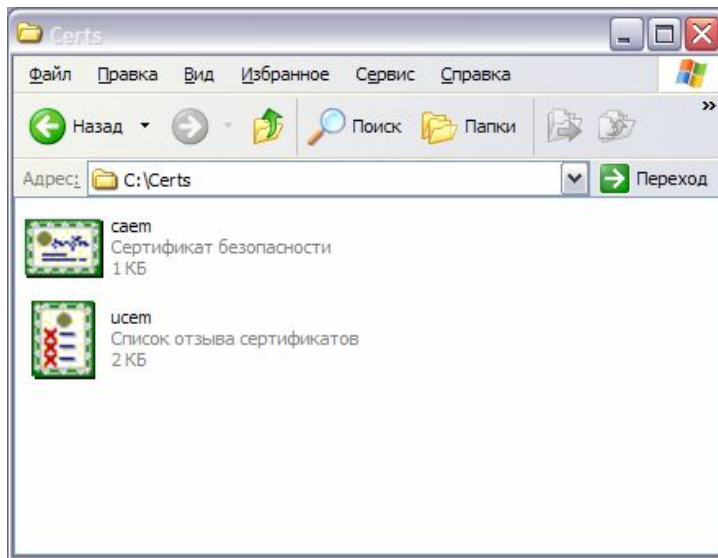 Certs
Файл Правка Вид Избранное Сервис Справка
Назад Поиск Папки »
Адрес: C:\Certs Переход
caem
Сертификат безопасности
1 КБ
ucem
Список отзыва сертификатов
2 КБ